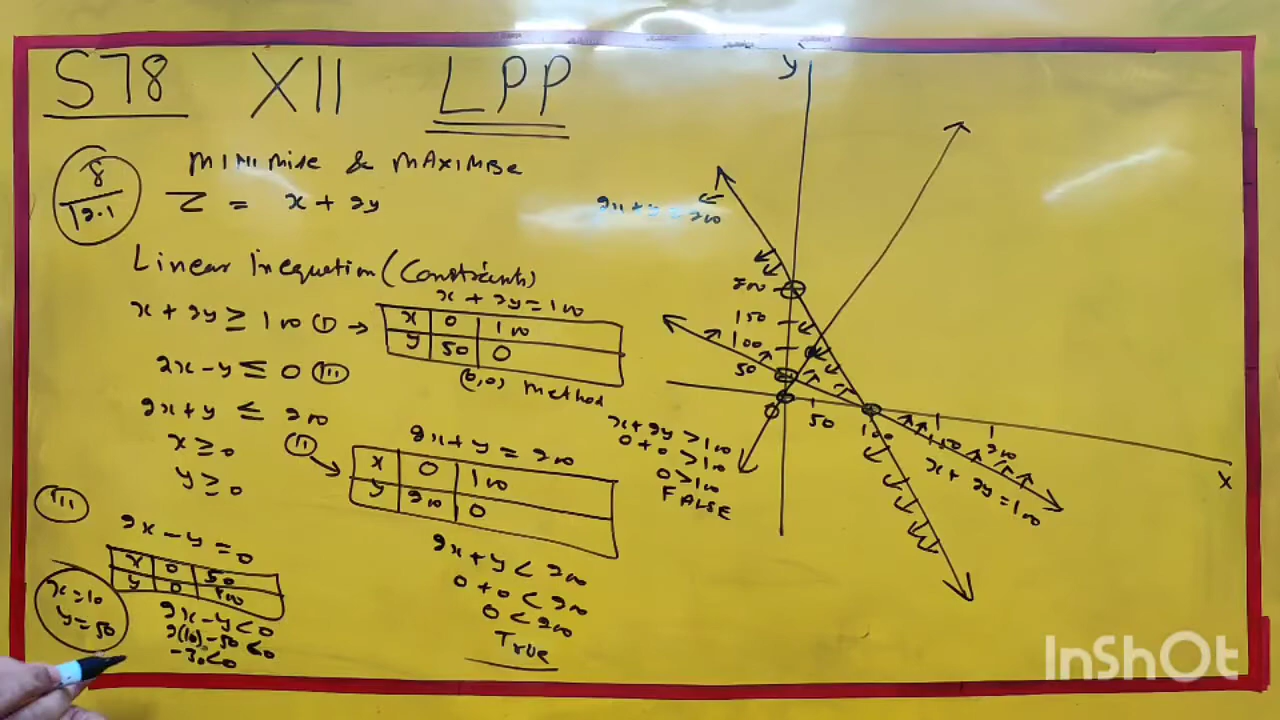 S78 XII LPP
8/12.1 MINIMISE & MAXIMISE
Z = x + 2y
Linear Inequation (Constraints)
x + 2y ≥ 100 (I) →
x + 2y = 100
x 0 100
y 50 0
(0,0) Method
2x - y ≤ 0 (III)
2x + y ≤ 200
(II)
x ≥ 0
y ≥ 0
2x + y = 200
x 0 100
y 200 0
2x + y < 200
0 + 0 < 200
0 < 200
True
(III)
2x - y = 0
x 0 50
y 0 100
x = 10
y = 50
2x - y < 0
2(10) - 50 < 0
-30 < 0
x + 2y > 100
0 + 0 > 100
0 > 100
FALSE
y
200
150
100
50
0
50
100
150
200
x
x + 2y = 100
InShOt